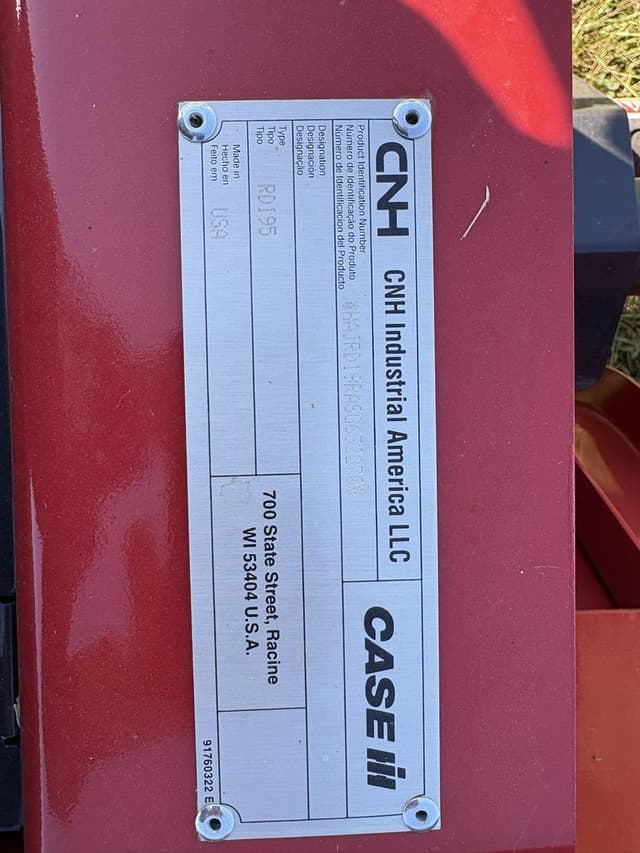 CNH CNH Industrial America LLC
CASE III
Product Identification Number
Número de Identificação do Produto
Número de Identificacion del Producto
Designation
Designación
Designação
Type
Tipo
Tipo
RD195
700 State Street, Racine
WI 53404 U.S.A.
Made in
Hecho en
Feito em
USA
91760322 E